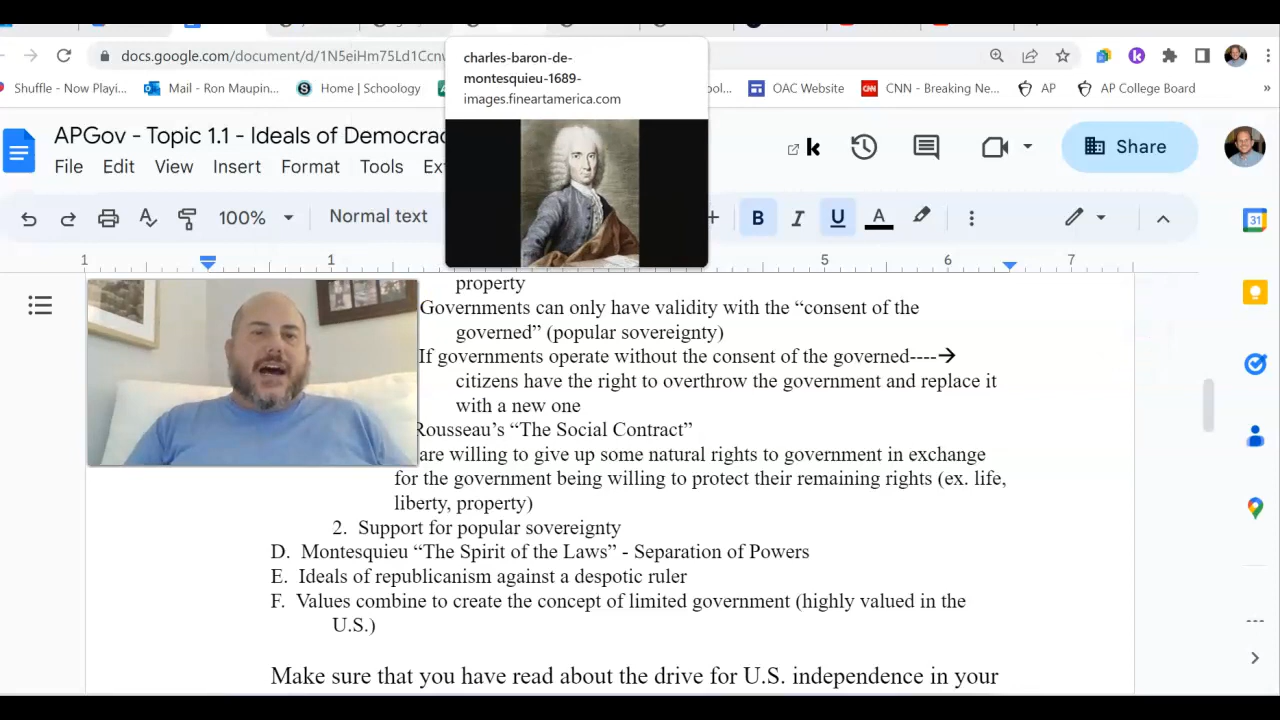 docs.google.com/document/d/1N5eiHm75Ld1Ccnw
charles-baron-de-
montesquieu-1689-
images.fineartamerica.com
Shuffle - Now Playi...
Mail - Ron Maupin...
Home | Schoology
ool...
OAC Website
CNN - Breaking Ne...
AP
AP College Board
APGov - Topic 1.1 - Ideals of Democrac
File Edit View Insert Format Tools Ext
Share
100% Normal text B I U A
1 1 5 6 7
31
property
Governments can only have validity with the “consent of the
governed” (popular sovereignty)
If governments operate without the consent of the governed----→
citizens have the right to overthrow the government and replace it
with a new one
Rousseau’s “The Social Contract”
are willing to give up some natural rights to government in exchange
for the government being willing to protect their remaining rights (ex. life,
liberty, property)
2. Support for popular sovereignty
D. Montesquieu “The Spirit of the Laws” - Separation of Powers
E. Ideals of republicanism against a despotic ruler
F. Values combine to create the concept of limited government (highly valued in the
U.S.)
Make sure that you have read about the drive for U.S. independence in your